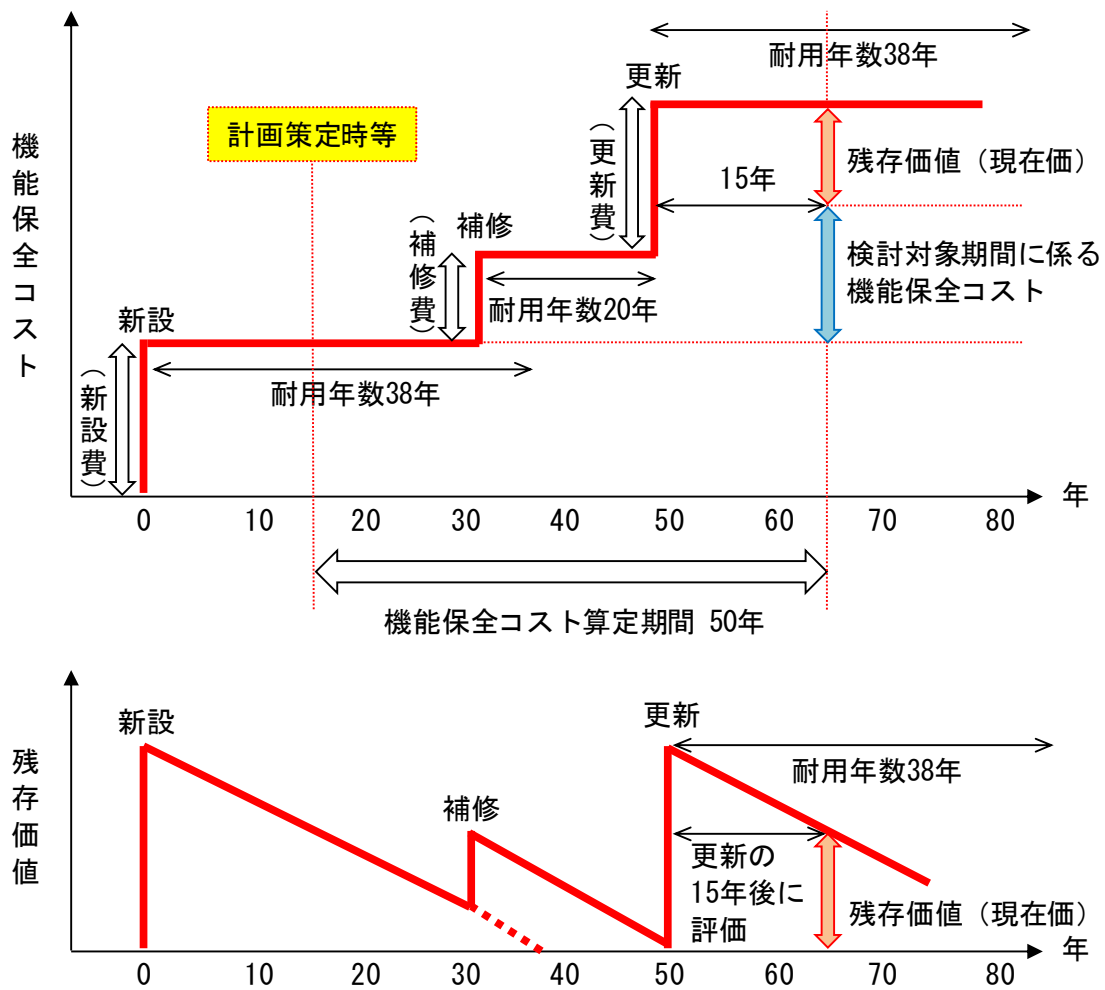 耐用年数38年
更新
計画策定時等
機能保全コスト
（更新費）
残存価値（現在価）
15年
補修
（補修費）
検討対象期間に係る
機能保全コスト
耐用年数20年
新設
耐用年数38年
（新設費）
年
0 10 20 30 40 50 60 70 80
機能保全コスト算定期間 50年
新設
更新
耐用年数38年
残存価値
補修
更新の
15年後に
評価
残存価値（現在価）
年
0 10 20 30 40 50 60 70 80